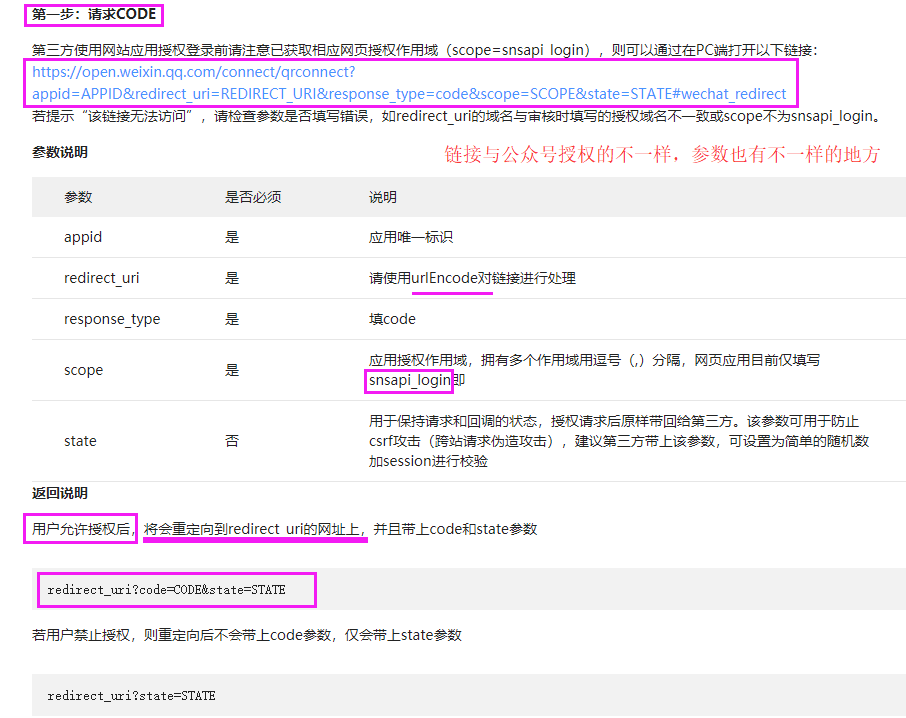 第一步：请求CODE
第三方使用网站应用授权登录前请注意已获取相应网页授权作用域（scope=snsapi_login），则可以通过在PC端打开以下链接：
https://open.weixin.qq.com/connect/qrconnect?
appid=APPID&redirect_uri=REDIRECT_URI&response_type=code&scope=SCOPE&state=STATE#wechat_redirect
若提示“该链接无法访问”，请检查参数是否填写错误，如redirect_uri的域名与审核时填写的授权域名不一致或scope不为snsapi_login。
参数说明
链接与公众号授权的不一样，参数也有不一样的地方
参数 是否必须 说明
appid 是 应用唯一标识
redirect_uri 是 请使用urlEncode对链接进行处理
response_type 是 填code
scope 是 应用授权作用域，拥有多个作用域用逗号（,）分隔，网页应用目前仅填写
snsapi_login即
state 否 用于保持请求和回调的状态，授权请求后原样带回给第三方。该参数可用于防止
csrf攻击（跨站请求伪造攻击），建议第三方带上该参数，可设置为简单的随机数
加session进行校验
返回说明
用户允许授权后，将会重定向到redirect_uri的网址上，并且带上code和state参数
redirect_uri?code=CODE&state=STATE
若用户禁止授权，则重定向后不会带上code参数，仅会带上state参数
redirect_uri?state=STATE